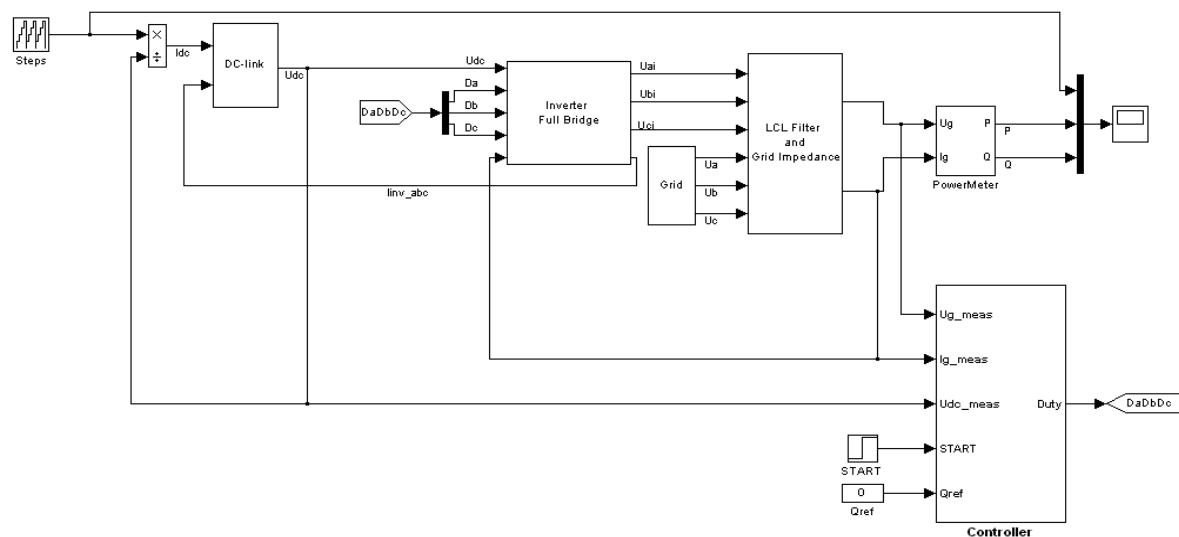 Steps
×
÷
Idc
DC-link
Udc
Udc
DaDbDc
Da
Db
Dc
Inverter
Full Bridge
Uai
Ubi
Uci
Iinv_abc
Grid
Ua
Ub
Uc
LCL Filter
and
Grid Impedance
Ug
Ig
P
Q
P
Q
PowerMeter
Ug_meas
Ig_meas
Udc_meas
START
Qref
Duty
DaDbDc
START
0
Qref
Controller